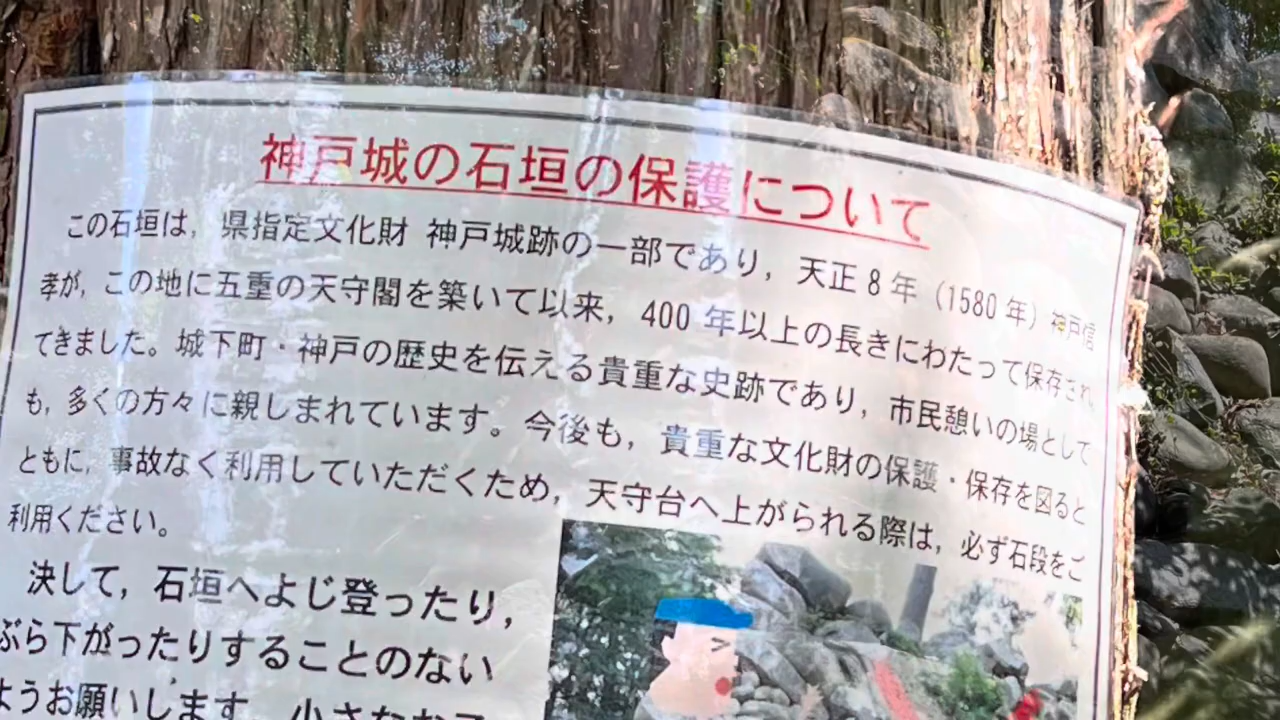 神戸城の石垣の保護について
この石垣は，県指定文化財 神戸城跡の一部であり，天正８年（1580 年）神戸信
孝が，この地に五重の天守閣を築いて以来，400 年以上の長きにわたって保存され
てきました。城下町・神戸の歴史を伝える貴重な史跡であり，市民憩いの場として
も，多くの方々に親しまれています。今後も，貴重な文化財の保護・保存を図ると
ともに，事故なく利用していただくため，天守台へ上がられる際は，必ず石段をご
利用ください。
決して，石垣へよじ登ったり，
ぶら下がったりすることのない
ようお願いします。小さな